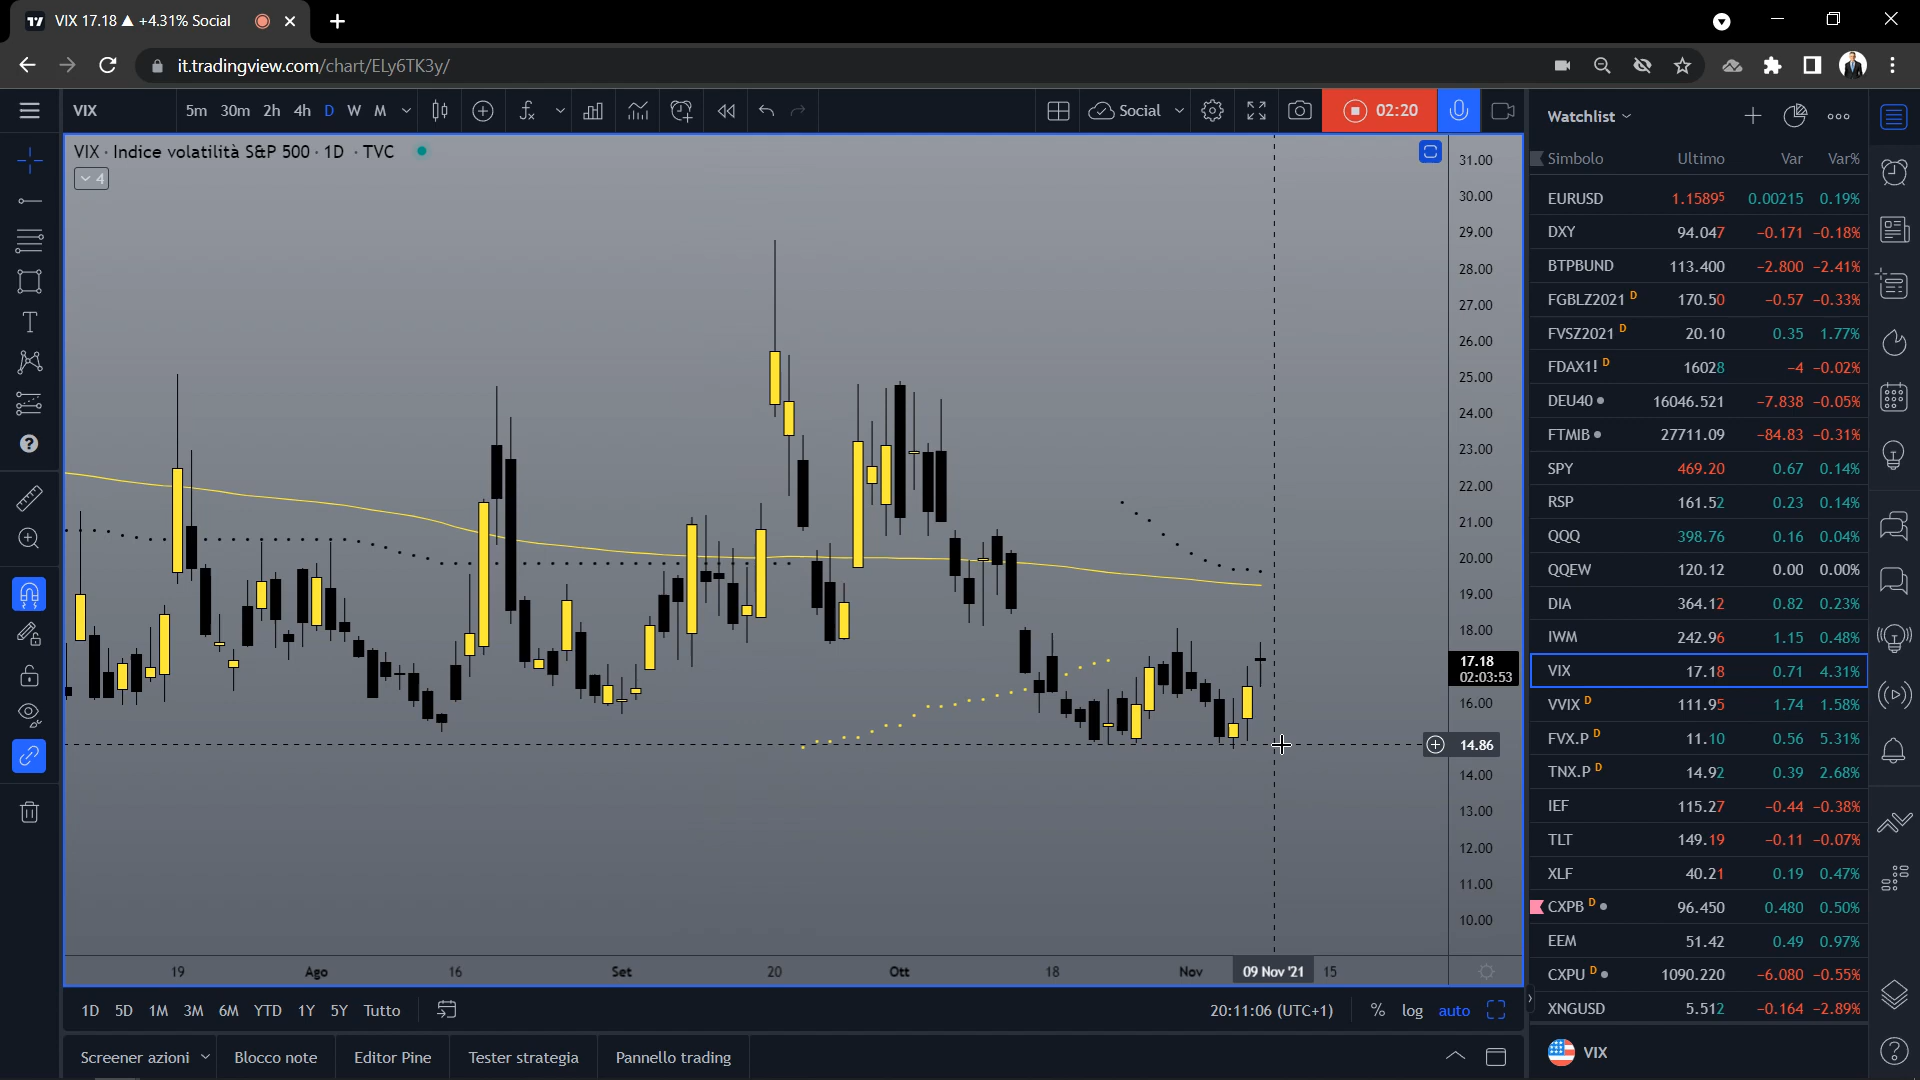 VIX 17.18 ▲ +4.31% Social
it.tradingview.com/chart/ELy6TK3y/
VIX 5m 30m 2h 4h D W M Social 02:20
VIX · Indice volatilità S&P 500 · 1D · TVC
4
31.00
30.00
29.00
28.00
27.00
26.00
25.00
24.00
23.00
22.00
21.00
20.00
19.00
18.00
17.18
02:03:53
16.00
14.86
14.00
13.00
12.00
11.00
10.00
19 Ago 16 Set 20 Ott 18 Nov 09 Nov '21 15
1D 5D 1M 3M 6M YTD 1Y 5Y Tutto 20:11:06 (UTC+1) % log auto
Screener azioni Blocco note Editor Pine Tester strategia Pannello trading
Watchlist
Simbolo Ultimo Var Var%
EURUSD 1.15895 0.00215 0.19%
DXY 94.047 −0.171 −0.18%
BTPBUND 113.400 −2.800 −2.41%
FGBLZ2021 D 170.50 −0.57 −0.33%
FVSZ2021 D 20.10 0.35 1.77%
FDAX1! D 16028 −4 −0.02%
DEU40 16046.521 −7.838 −0.05%
FTMIB 27711.09 −84.83 −0.31%
SPY 469.20 0.67 0.14%
RSP 161.52 0.23 0.14%
QQQ 398.76 0.16 0.04%
QQEW 120.12 0.00 0.00%
DIA 364.12 0.82 0.23%
IWM 242.96 1.15 0.48%
VIX 17.18 0.71 4.31%
VVIX D 111.95 1.74 1.58%
FVX.P D 11.10 0.56 5.31%
TNX.P D 14.92 0.39 2.68%
IEF 115.27 −0.44 −0.38%
TLT 149.19 −0.11 −0.07%
XLF 40.21 0.19 0.47%
CXPB D 96.450 0.480 0.50%
EEM 51.42 0.49 0.97%
CXPU D 1090.220 −6.080 −0.55%
XNGUSD 5.512 −0.164 −2.89%
VIX